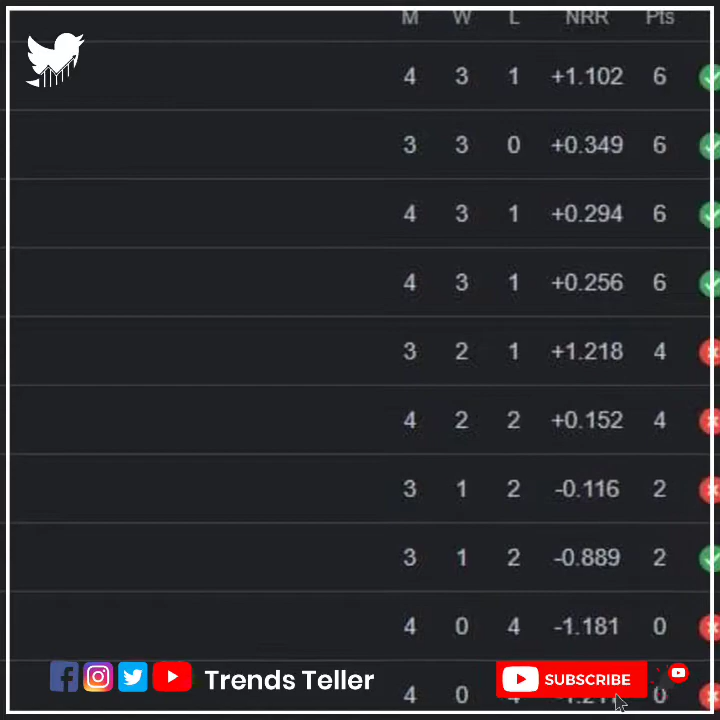 M W L NRR Pts
4 3 1 +1.102 6
3 3 0 +0.349 6
4 3 1 +0.294 6
4 3 1 +0.256 6
3 2 1 +1.218 4
4 2 2 +0.152 4
3 1 2 -0.116 2
3 1 2 -0.889 2
4 0 4 -1.181 0
Trends Teller SUBSCRIBE
4 0 4 0